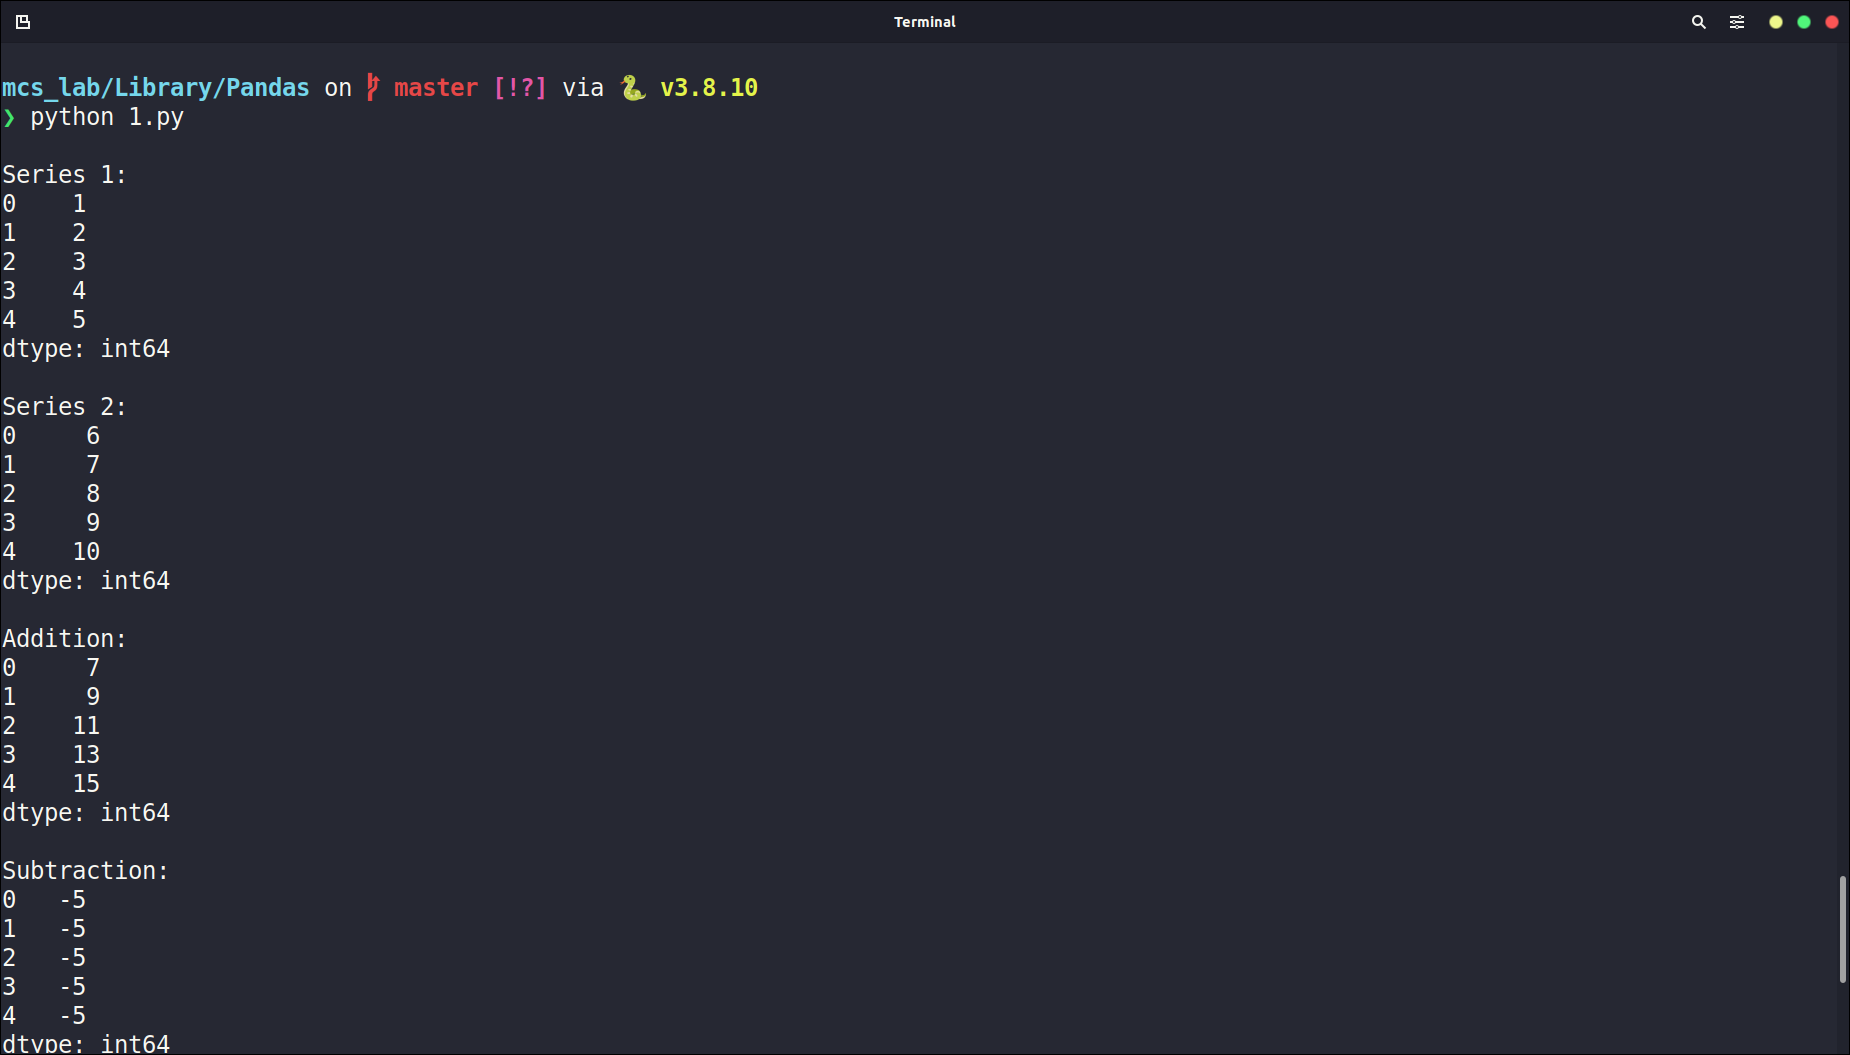 Terminal
mcs_lab/Library/Pandas on master [!?] via 🐍 v3.8.10
❯ python 1.py
Series 1:
0    1
1    2
2    3
3    4
4    5
dtype: int64
Series 2:
0     6
1     7
2     8
3     9
4    10
dtype: int64
Addition:
0     7
1     9
2    11
3    13
4    15
dtype: int64
Subtraction:
0   -5
1   -5
2   -5
3   -5
4   -5
dtype: int64